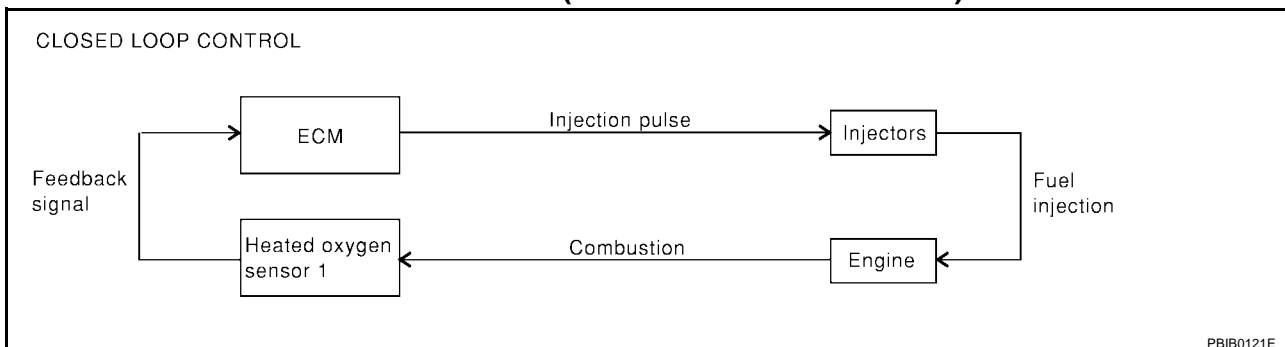 CLOSED LOOP CONTROL
ECM
Injection pulse
Injectors
Feedback
signal
Fuel
injection
Heated oxygen
sensor 1
Combustion
Engine
PBIB0121E